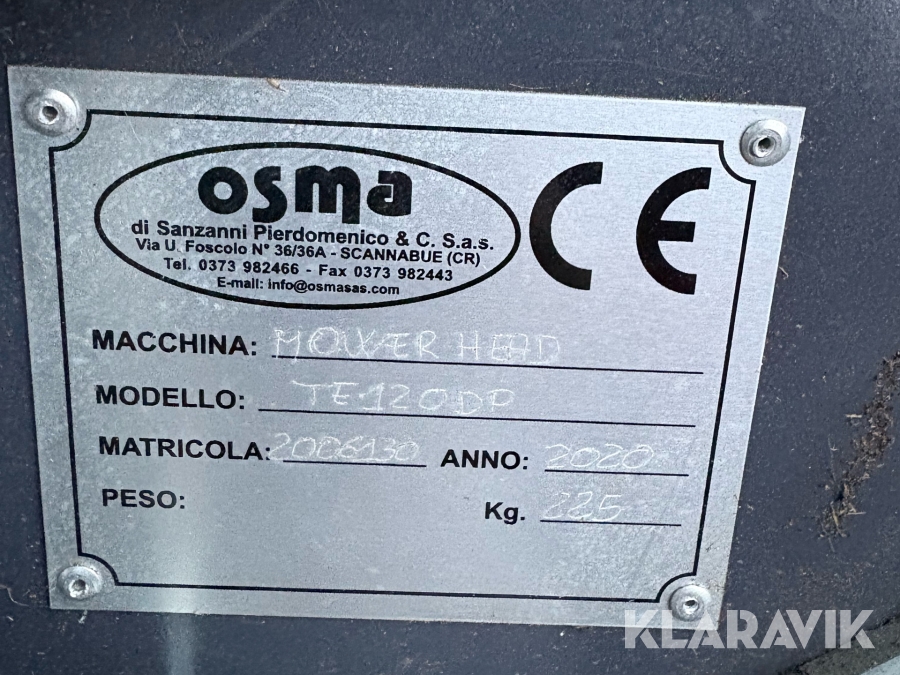 osma
di Sanzanni Pierdomenico & C. S.a.s.
Via U. Foscolo N° 36/36A - SCANNABUE (CR)
Tel. 0373 982466 - Fax 0373 982443
E-mail: info@osmasas.com
CE
MACCHINA: MOWER HEAD
MODELLO: TE120DP
MATRICOLA: 2006130 ANNO: 2020
PESO: Kg. 225
KLARAVIK